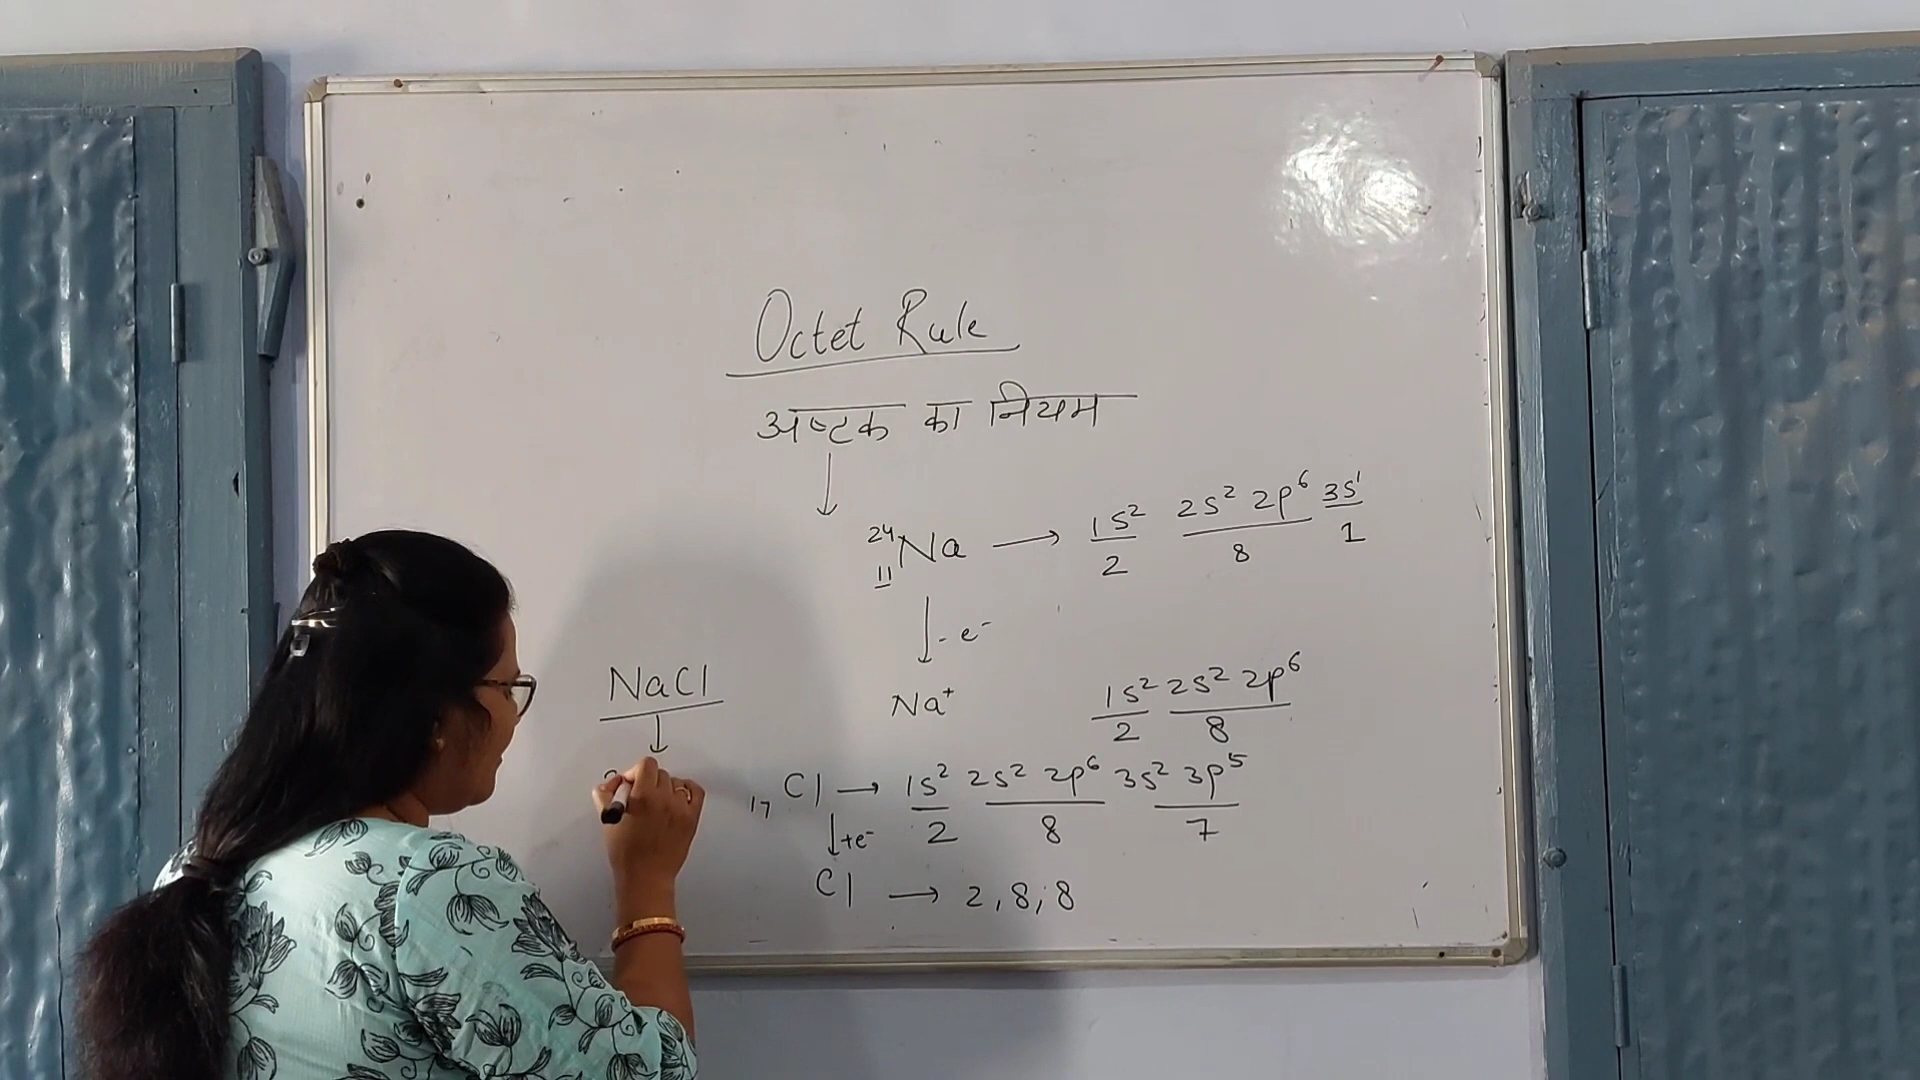 Octet Rule
अष्टक का नियम
²⁴₁₁Na → 1s² 2s² 2p⁶ 3s¹
2 8 1
- e⁻
NaCl
Na⁺ 1s² 2s² 2p⁶
2 8
₁₇Cl → 1s² 2s² 2p⁶ 3s² 3p⁵
+e⁻ 2 8 7
Cl → 2,8,8